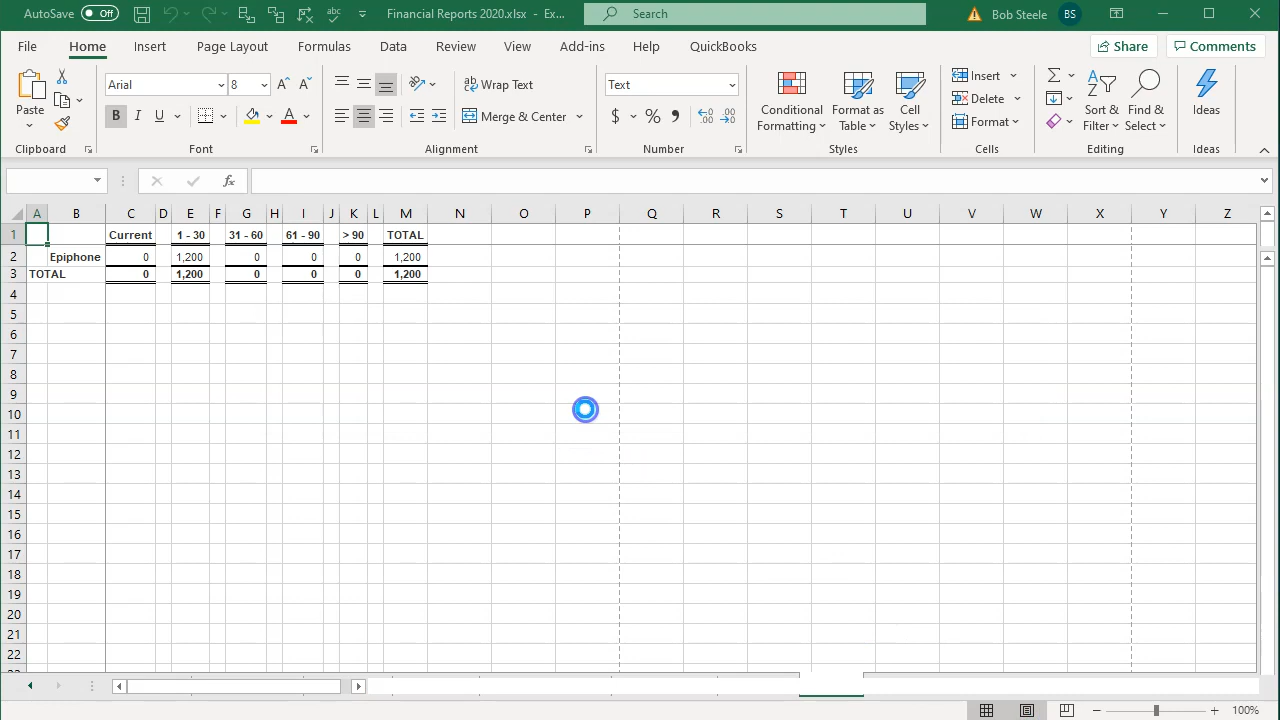 AutoSave Off Financial Reports 2020.xlsx - Ex... Search Bob Steele BS
File Home Insert Page Layout Formulas Data Review View Add-ins Help QuickBooks Share Comments
Paste Arial 8 Wrap Text Text Conditional Formatting Format as Table Cell Styles Insert Sort & Filter Find & Select Ideas
B I U Merge & Center $ % Delete
Format
Clipboard Font Alignment Number Styles Cells Editing Ideas
fx
A B C D E F G H I J K L M N O P Q R S T U V W X Y Z
1 Current 1 - 30 31 - 60 61 - 90 > 90 TOTAL
2 Epiphone 0 1,200 0 0 0 1,200
3 TOTAL 0 1,200 0 0 0 1,200
4
5
6
7
8
9
10
11
12
13
14
15
16
17
18
19
20
21
22
100%